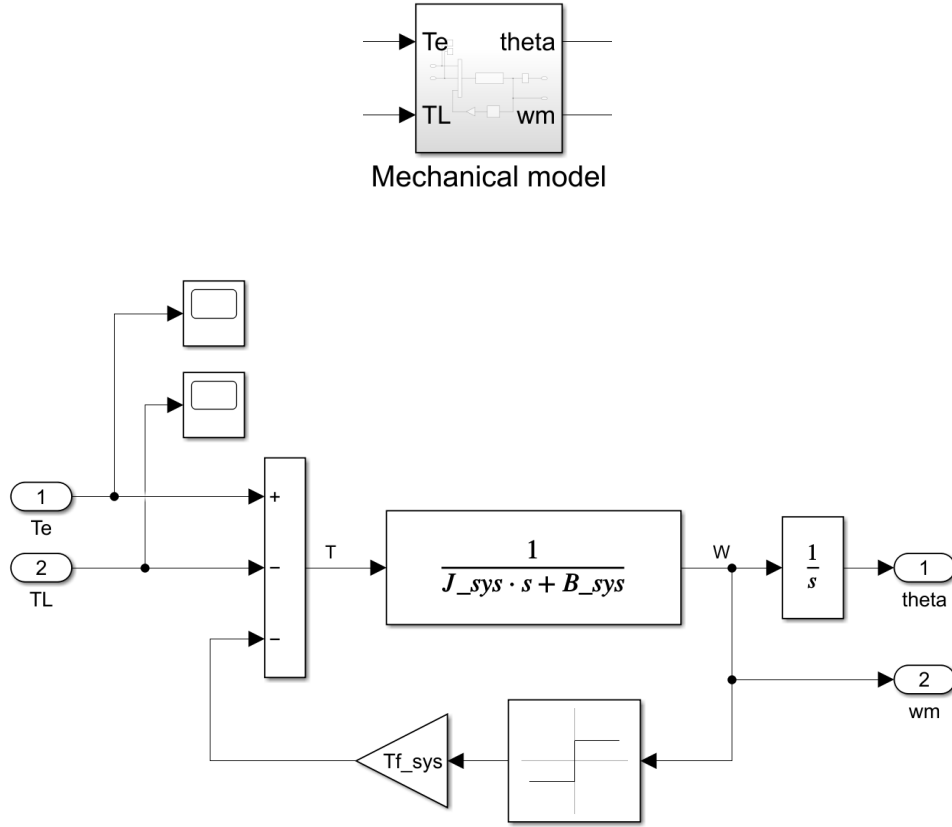 Te theta
TL wm
Mechanical model
1
Te
2
TL
+
−
−
T
1
J_sys · s + B_sys
W
1
s
1
theta
2
wm
Tf_sys